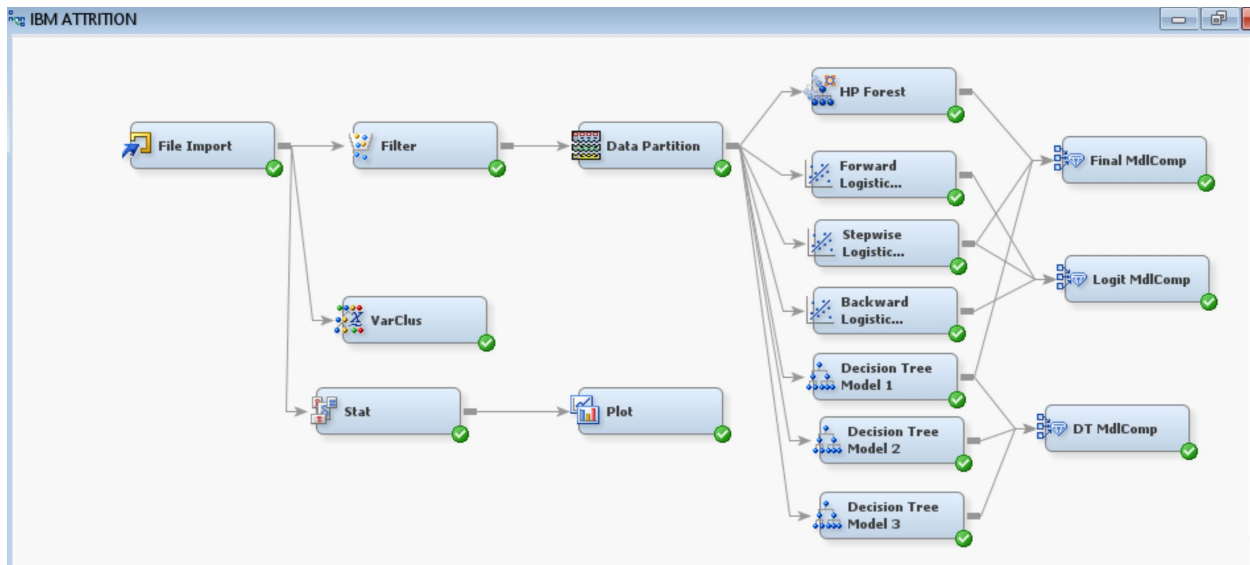 IBM ATTRITION
File Import
Filter
Data Partition
VarClus
Stat
Plot
HP Forest
Forward
Logistic...
Stepwise
Logistic...
Backward
Logistic...
Decision Tree
Model 1
Decision Tree
Model 2
Decision Tree
Model 3
Final MdlComp
Logit MdlComp
DT MdlComp